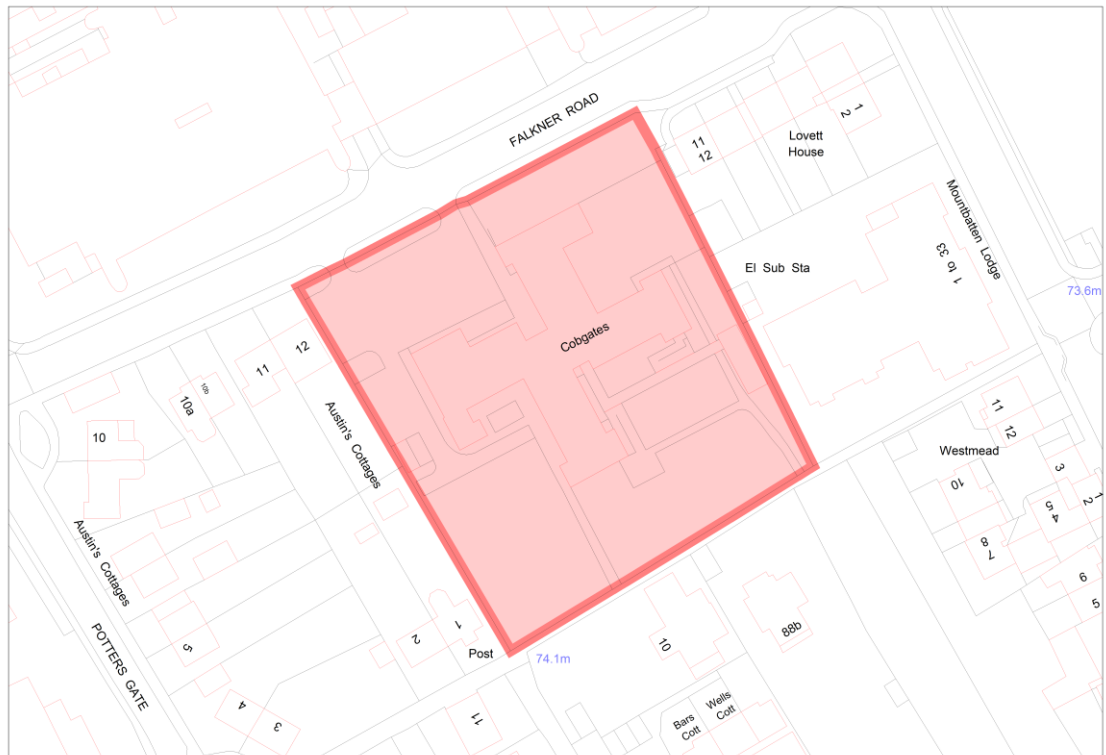 FALKNER ROAD
1
2
Lovett
House
11
12
Mountbatten Lodge
1 to 33
El Sub Sta
73.6m
Cobgates
12
11
10b
10a
10
Austin's Cottages
Austin's Cottages
POTTERS GATE
5
4
3
2
1
Post
74.1m
11
10
88b
Bars
Cott
Wells
Cott
Westmead
11
12
10
3
1
2
4 5
8
7
9
5